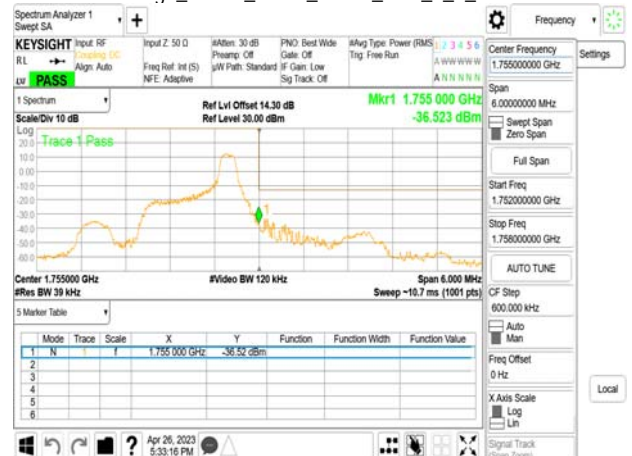 Spectrum Analyzer 1
Swept SA
+
Frequency
KEYSIGHT
Input: RF
Coupling: DC
Align: Auto
Input Z: 50 Ω
Freq Ref: Int (S)
NFE: Adaptive
#Atten: 30 dB
Preamp: Off
µW Path: Standard
PNO: Best Wide
Gate: Off
IF Gain: Low
Sig Track: Off
#Avg Type: Power (RMS)
Trig: Free Run
1 2 3 4 5 6
A W W W W W
A N N N N N
RL
LW PASS
Center Frequency
1.755000000 GHz
Settings
1 Spectrum
Ref Lvl Offset 14.30 dB
Mkr1 1.755 000 GHz
Scale/Div 10 dB
Ref Level 30.00 dBm
-36.523 dBm
Log
Trace 1 Pass
20.0
10.0
0.00
-10.0
-20.0
-30.0
-40.0
-50.0
-60.0
1
Center 1.755000 GHz
#Video BW 120 kHz
Span 6.000 MHz
#Res BW 39 kHz
Sweep ~10.7 ms (1001 pts)
Span
6.00000000 MHz
Swept Span
Zero Span
Full Span
Start Freq
1.752000000 GHz
Stop Freq
1.758000000 GHz
AUTO TUNE
CF Step
600.000 kHz
Auto
Man
Freq Offset
0 Hz
X Axis Scale
Log
Lin
Signal Track
(Span Zoom)
Local
5 Marker Table
Mode Trace Scale X Y Function Function Width Function Value
1 N 1 f 1.755 000 GHz -36.52 dBm
2
3
4
5
6
?
Apr 26, 2023
5:33:16 PM